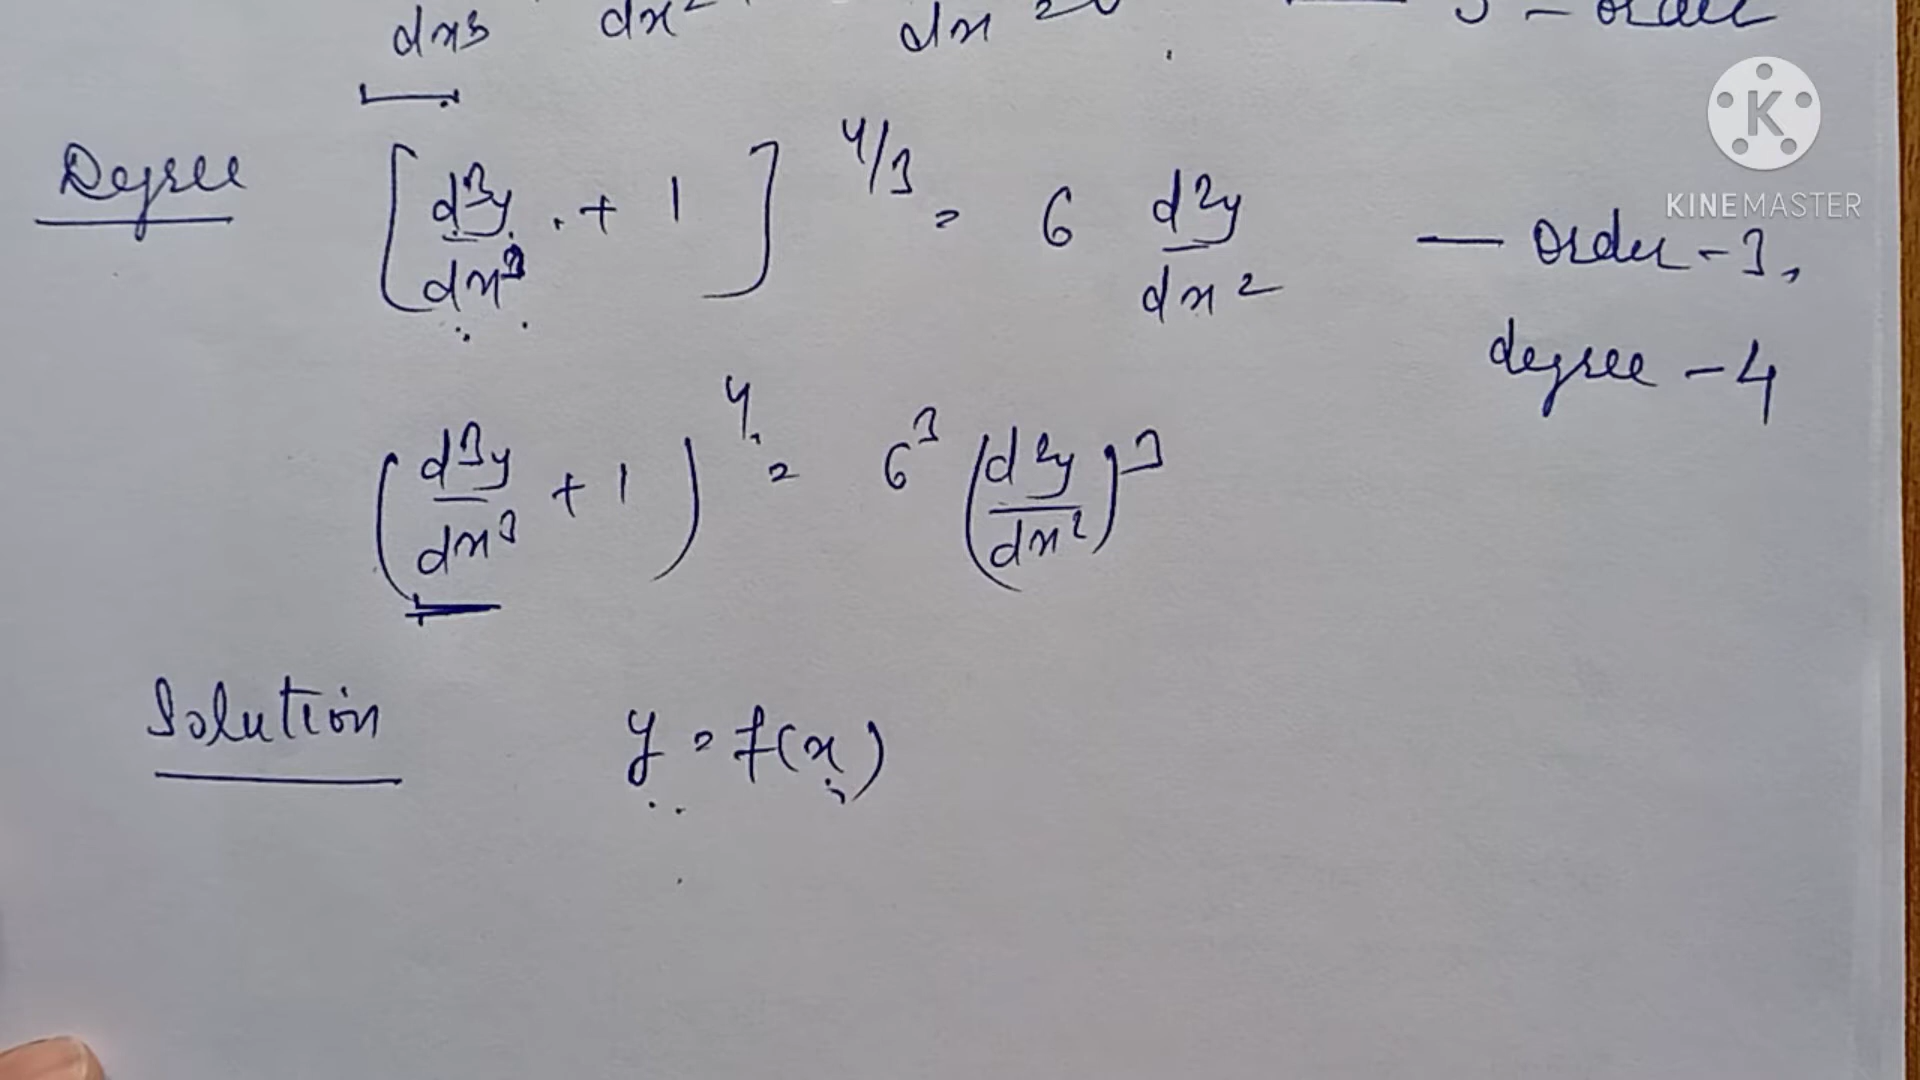 dx3 dx² dx² 3 - order
K
KINEMASTER
Degree [d³y/dx³ + 1]^4/3 = 6 d²y/dx² — order - 3,
degree - 4
(d³y/dx³ + 1)^4 = 6³ (d²y/dx²)³
Solution y = f(x)